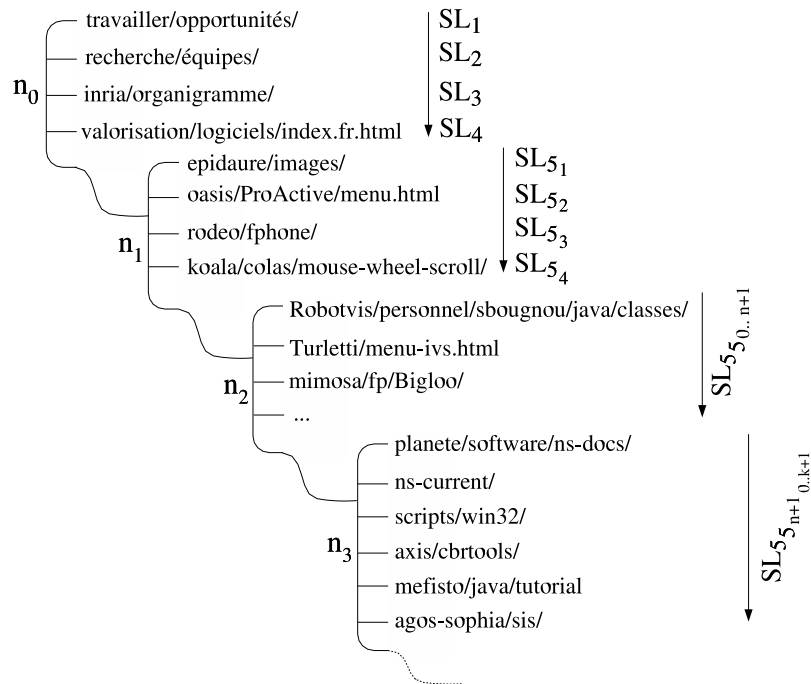 travailler/opportunités/ SL1
recherche/équipes/ SL2
n0
inria/organigramme/ SL3
valorisation/logiciels/index.fr.html SL4
epidaure/images/ SL51
oasis/ProActive/menu.html SL52
n1
rodeo/fphone/ SL53
koala/colas/mouse-wheel-scroll/ SL54
Robotvis/personnel/sbougnou/java/classes/
Turletti/menu-ivs.html
n2
mimosa/fp/Bigloo/
...
SL550.. n+1
planete/software/ns-docs/
ns-current/
scripts/win32/
n3
axis/cbrtools/
mefisto/java/tutorial
agos-sophia/sis/
SL55n+10..k+1